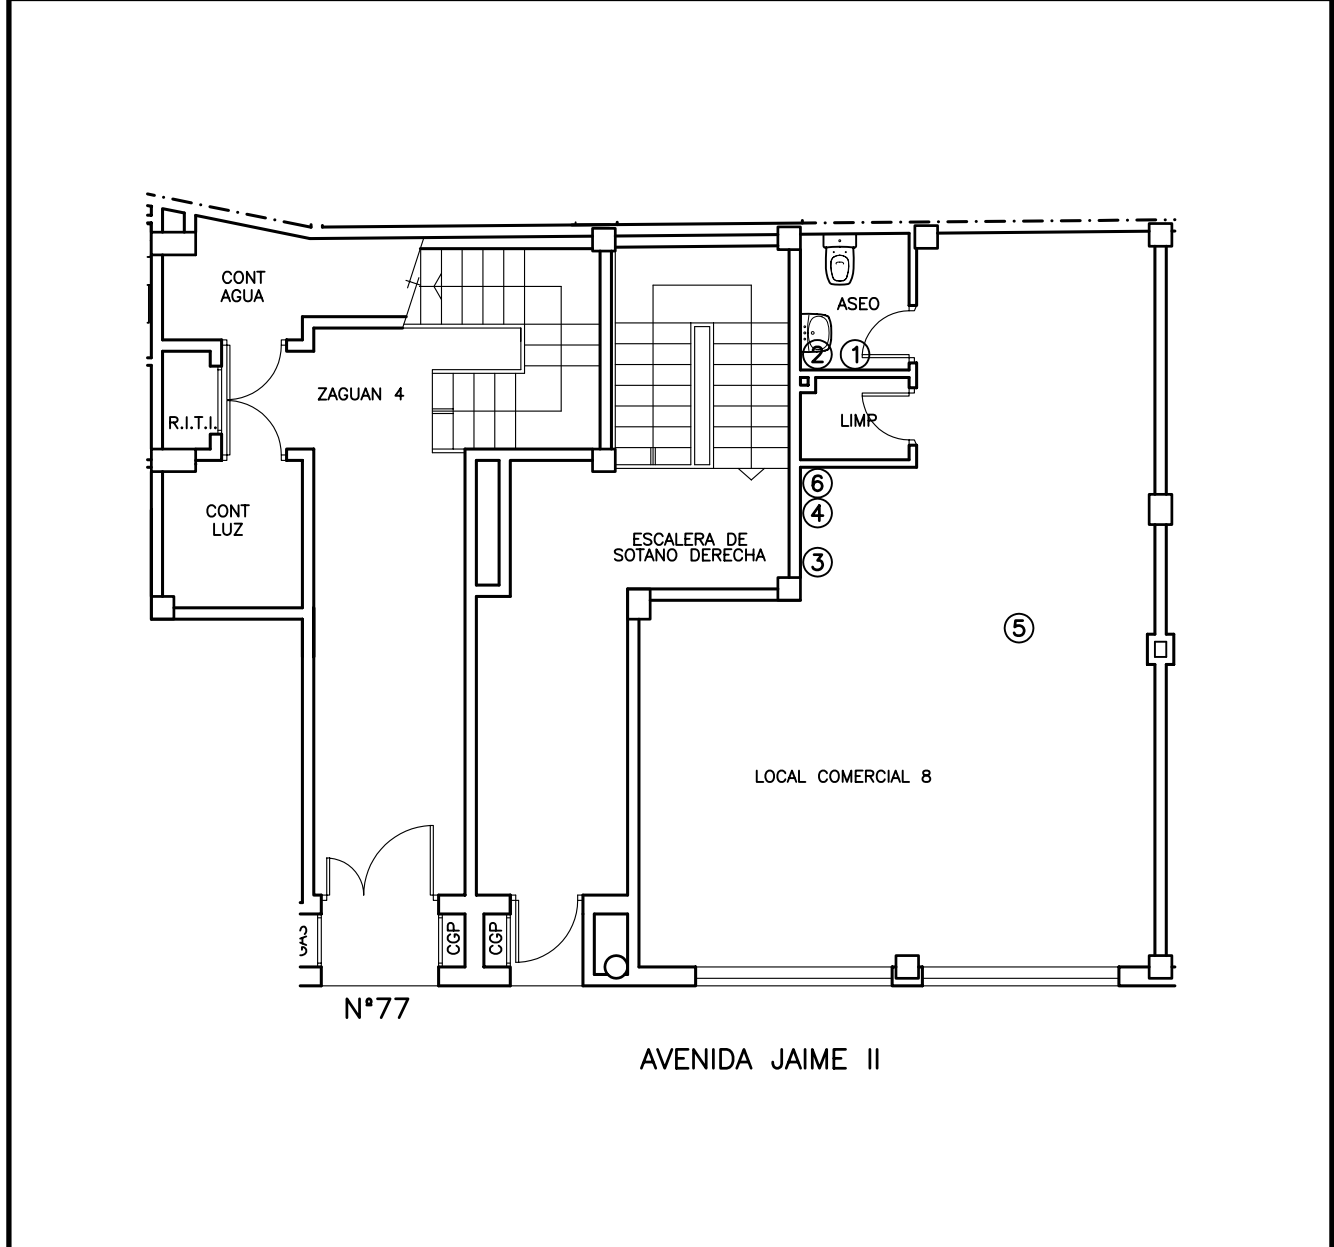 CONT
AGUA
ASEO
2
1
ZAGUAN 4
R.I.T.I.
LIMP
6
4
CONT
LUZ
ESCALERA DE
SOTANO DERECHA
3
5
LOCAL COMERCIAL 8
GAS
CGP
CGP
Nº77
AVENIDA JAIME II